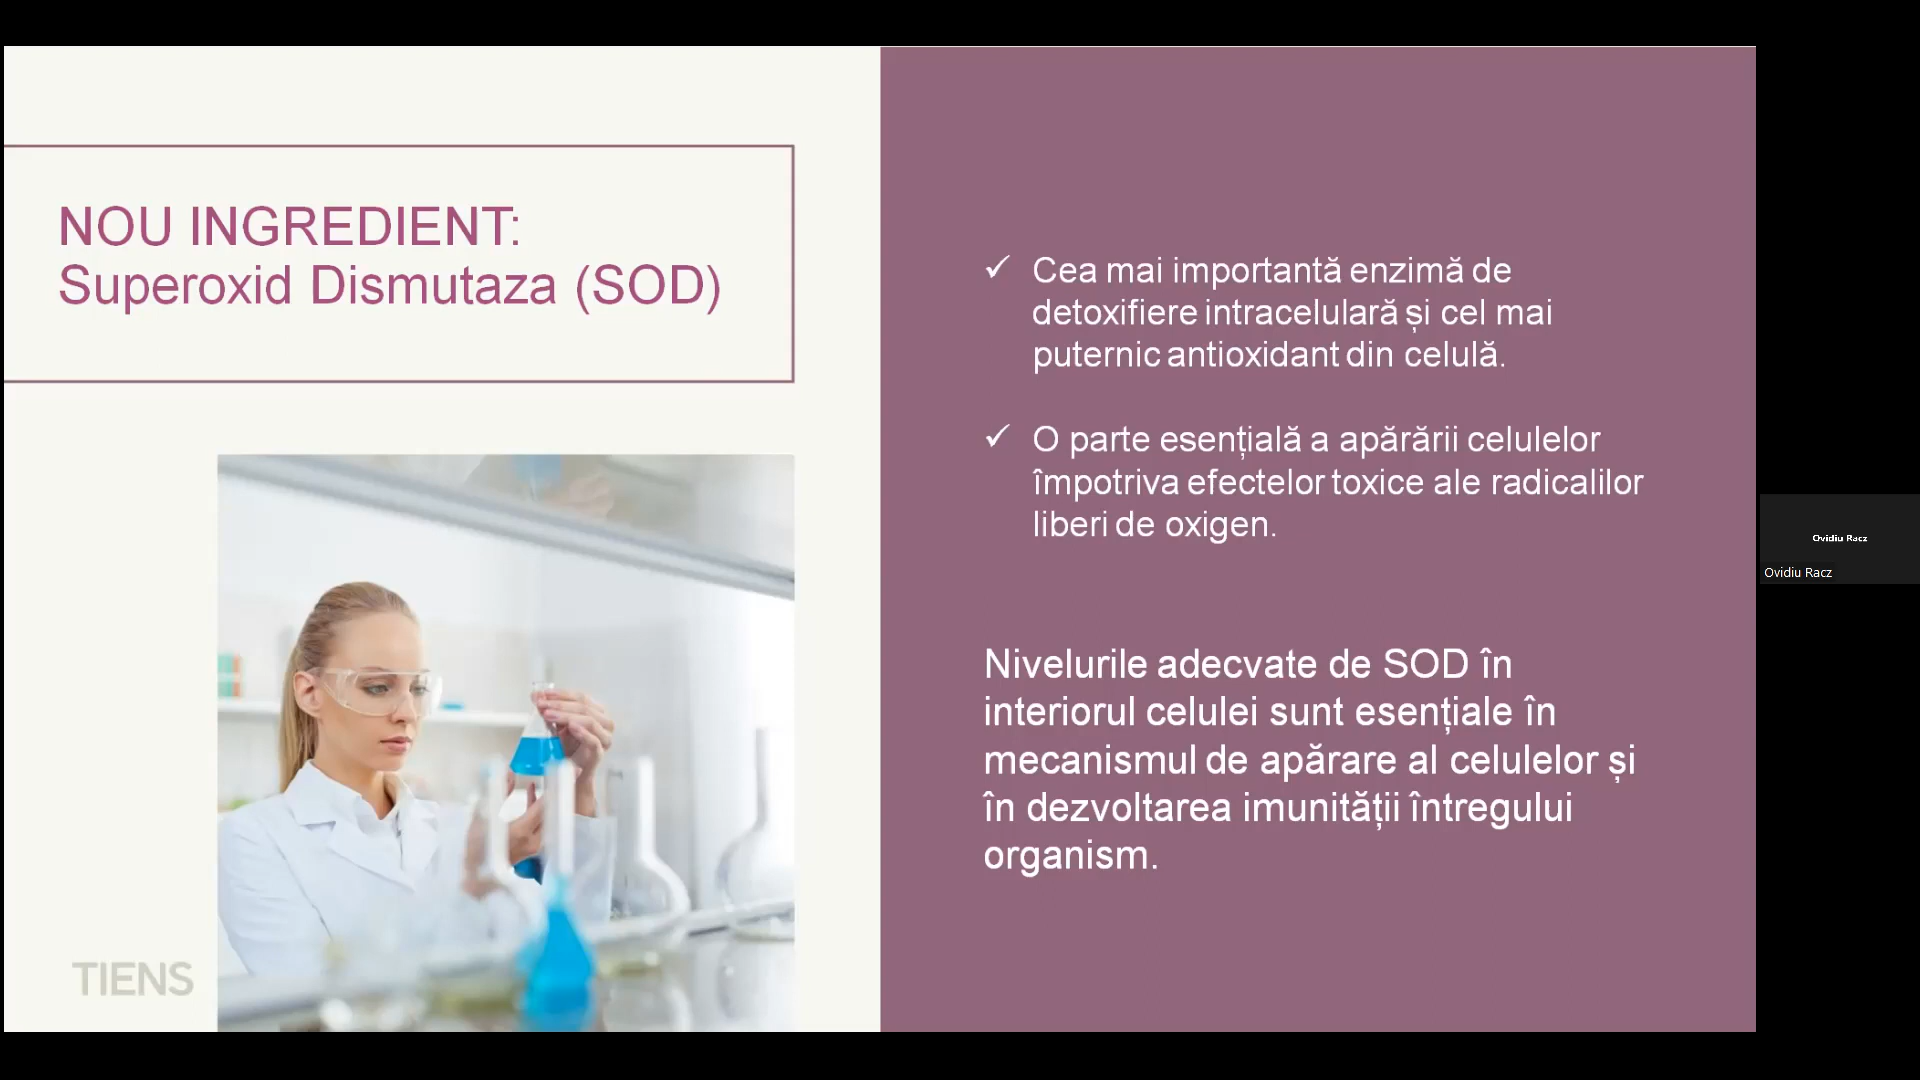 NOU INGREDIENT:
Superoxid Dismutaza (SOD)
✓ Cea mai importantă enzimă de
detoxifiere intracelulară și cel mai
puternic antioxidant din celulă.
✓ O parte esențială a apărării celulelor
împotriva efectelor toxice ale radicalilor
liberi de oxigen.
Nivelurile adecvate de SOD în
interiorul celulei sunt esențiale în
mecanismul de apărare al celulelor și
în dezvoltarea imunității întregului
organism.
TIENS
Ovidiu Racz
Ovidiu Racz